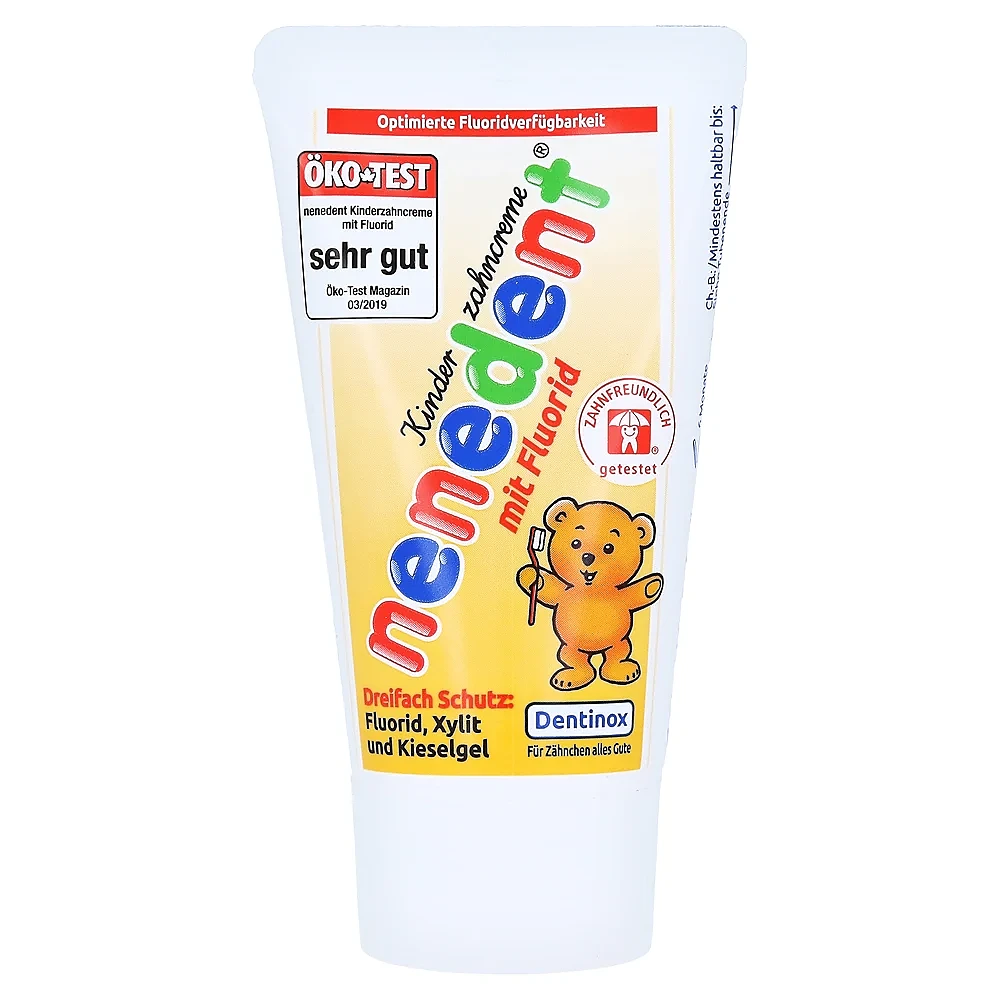 Optimierte Fluoridverfügbarkeit
ÖKO TEST
nenedent Kinderzahncreme
mit Fluorid
sehr gut
Öko-Test Magazin
03/2019
Kinder zahncreme
nenedent®
mit Fluorid
ZAHNFREUNDLICH
®
getestet
Dreifach Schutz:
Fluorid, Xylit
und Kieselgel
Dentinox
Für Zähnchen alles Gute
Ch.-B.:/Mindestens haltbar bis: